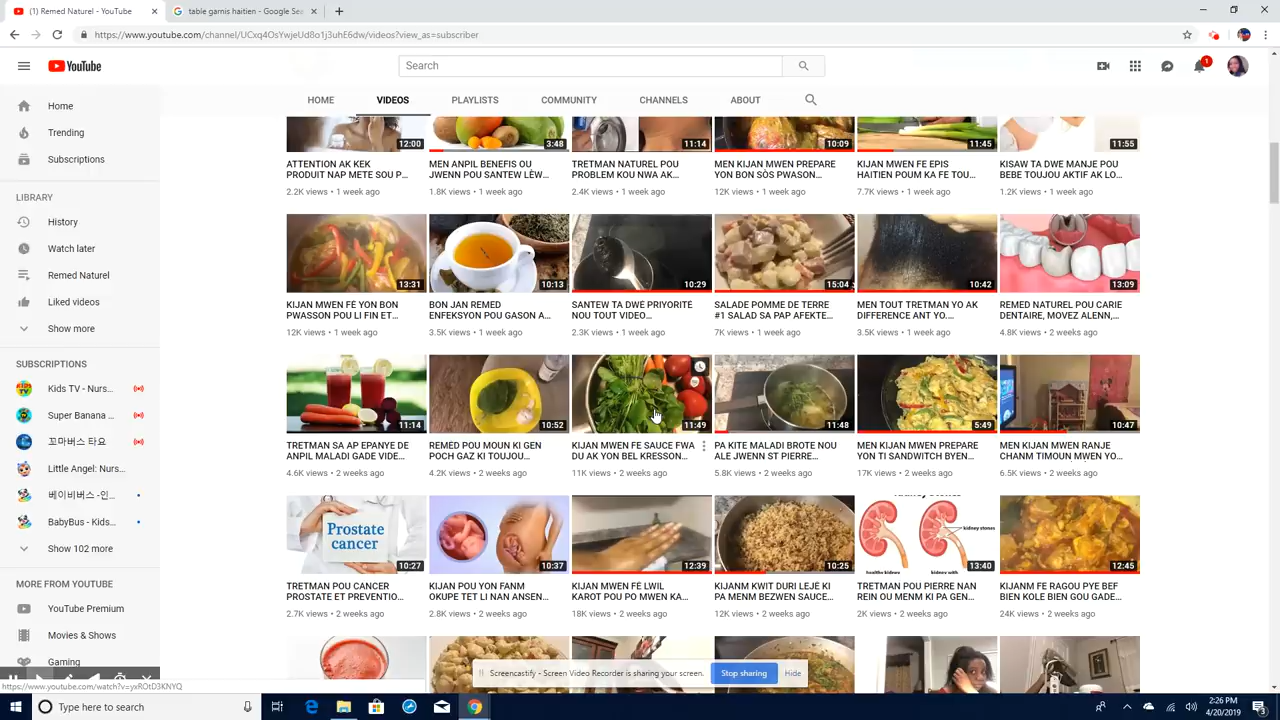 (1) Remed Naturel - YouTube
table garnis haitien - Google Sea
https://www.youtube.com/channel/UCxq4OsYwjeUd8o1j3uhE6dw/videos?view_as=subscriber
YouTube
Search
1
HOME
VIDEOS
PLAYLISTS
COMMUNITY
CHANNELS
ABOUT
Home
Trending
Subscriptions
LIBRARY
History
Watch later
Remed Naturel
Liked videos
Show more
SUBSCRIPTIONS
Kids TV - Nurs...
Super Banana ...
꼬마버스 타요
Little Angel: Nurs...
베이비버스 -인...
BabyBus - Kids...
Show 102 more
MORE FROM YOUTUBE
YouTube Premium
Movies & Shows
Gaming
12:00
3:48
11:14
10:09
11:45
11:55
ATTENTION AK KEK
PRODUIT NAP METE SOU P...
2.2K views • 1 week ago
MEN ANPIL BENEFIS OU
JWENN POU SANTEW LÈW...
1.8K views • 1 week ago
TRETMAN NATUREL POU
PROBLEM KOU NWA AK...
2.4K views • 1 week ago
MEN KIJAN MWEN PREPARE
YON BON SÒS PWASON...
12K views • 1 week ago
KIJAN MWEN FE EPIS
HAITIEN POUM KA FE TOU...
7.7K views • 1 week ago
KISAW TA DWE MANJE POU
BEBE TOUJOU AKTIF AK LO...
1.2K views • 1 week ago
13:31
10:13
10:29
15:04
10:42
13:09
KIJAN MWEN FÈ YON BON
PWASSON POU LI FIN ET...
12K views • 1 week ago
BON JAN REMED
ENFEKSYON POU GASON A...
3.5K views • 1 week ago
SANTEW TA DWE PRIYORITÉ
NOU TOUT VIDEO...
2.3K views • 1 week ago
SALADE POMME DE TERRE
#1 SALAD SA PAP AFEKTE...
7K views • 1 week ago
MEN TOUT TRETMAN YO AK
DIFFERENCE ANT YO....
3.5K views • 1 week ago
REMED NATUREL POU CARIE
DENTAIRE, MOVEZ ALENN,...
4.8K views • 2 weeks ago
11:14
10:52
11:49
11:48
5:49
10:47
TRETMAN SA AP EPANYE DE
ANPIL MALADI GADE VIDE...
4.6K views • 2 weeks ago
REMÈD POU MOUN KI GEN
POCH GAZ KI TOUJOU...
4.2K views • 2 weeks ago
KIJAN MWEN FE SAUCE FWA
DU AK YON BEL KRESSON...
11K views • 2 weeks ago
PA KITE MALADI BROTE NOU
ALE JWENN ST PIERRE...
5.8K views • 2 weeks ago
MEN KIJAN MWEN PREPARE
YON TI SANDWITCH BYEN...
17K views • 2 weeks ago
MEN KIJAN MWEN RANJE
CHANM TIMOUN MWEN YO...
6.5K views • 2 weeks ago
Prostate
cancer
kidney stones
healthy kidney
kidney with
10:27
10:37
12:39
10:25
13:40
12:45
TRETMAN POU CANCER
PROSTATE ET PREVENTIO...
2.7K views • 2 weeks ago
KIJAN POU YON FANM
OKUPE TET LI NAN ANSEN...
2.8K views • 2 weeks ago
KIJAN MWEN FÈ LWIL
KAROT POU PO MWEN KA...
18K views • 2 weeks ago
KIJANM KWIT DURI LEJÈ KI
PA MENM BEZWEN SAUCE...
12K views • 2 weeks ago
TRETMAN POU PIERRE NAN
REIN OU MENM KI PA GEN...
2K views • 2 weeks ago
KIJANM FE RAGOU PYE BEF
BIEN KOLE BIEN GOU GADE...
24K views • 2 weeks ago
Screencastify - Screen Video Recorder is sharing your screen.
Stop sharing
Hide
https://www.youtube.com/watch?v=yxROtD3KNYQ
Type here to search
2:26 PM
4/20/2019
3